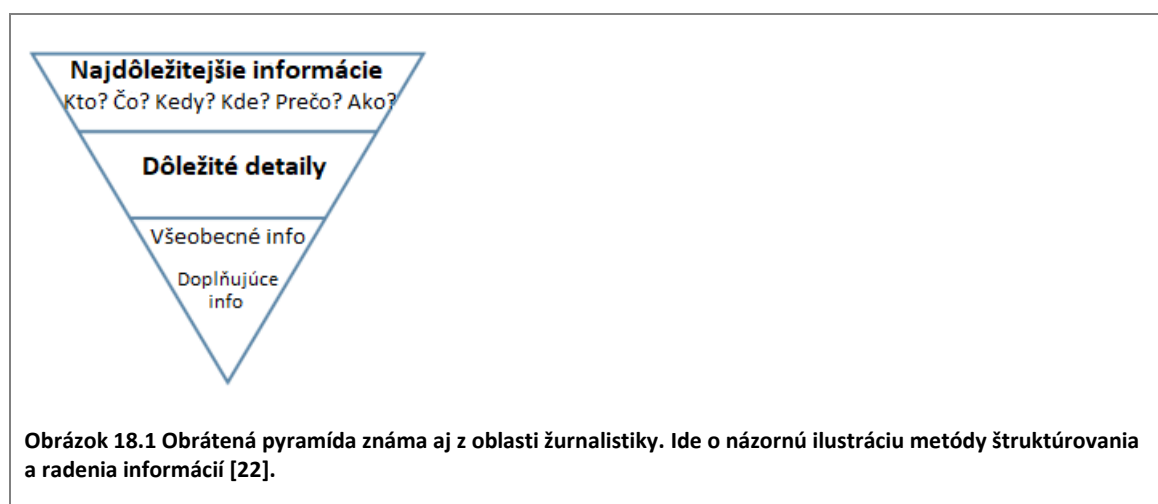 Najdôležitejšie informácie
Kto? Čo? Kedy? Kde? Prečo? Ako?
Dôležité detaily
Všeobecné info
Doplňujúce
info
Obrázok 18.1 Obrátená pyramída známa aj z oblasti žurnalistiky. Ide o názornú ilustráciu metódy štruktúrovania
a radenia informácií [22].